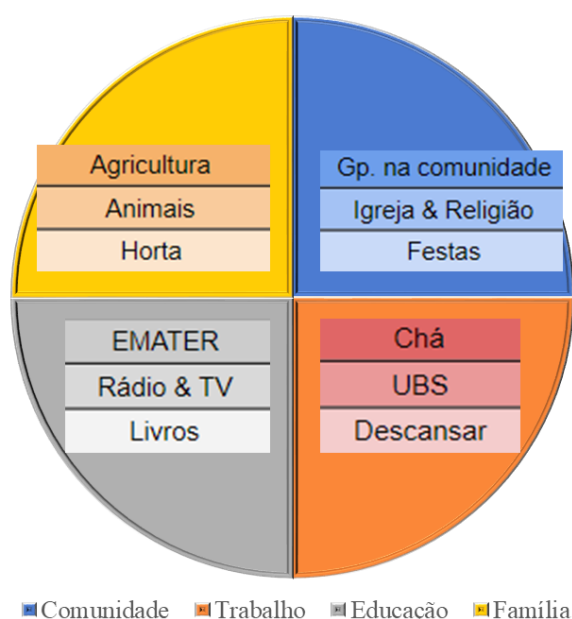 Agricultura
Animais
Horta
Gp. na comunidade
Igreja & Religião
Festas
EMATER
Rádio & TV
Livros
Chá
UBS
Descansar
Comunidade Trabalho Educação Família